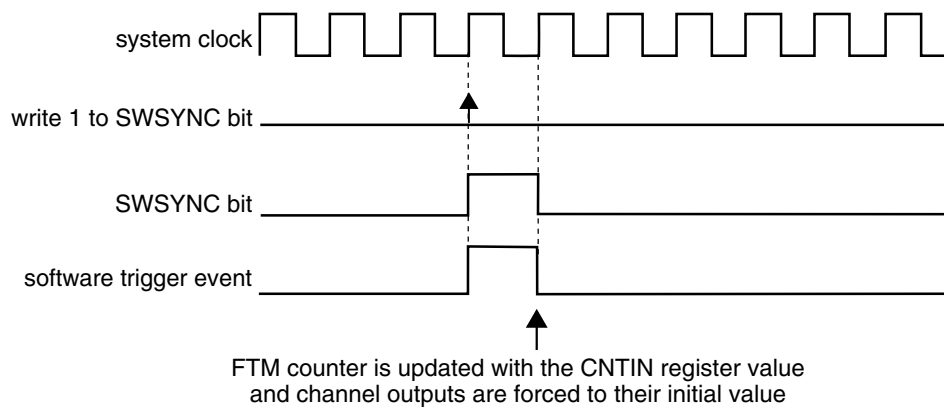 system clock
write 1 to SWSYNC bit
SWSYNC bit
software trigger event
FTM counter is updated with the CNTIN register value
and channel outputs are forced to their initial value